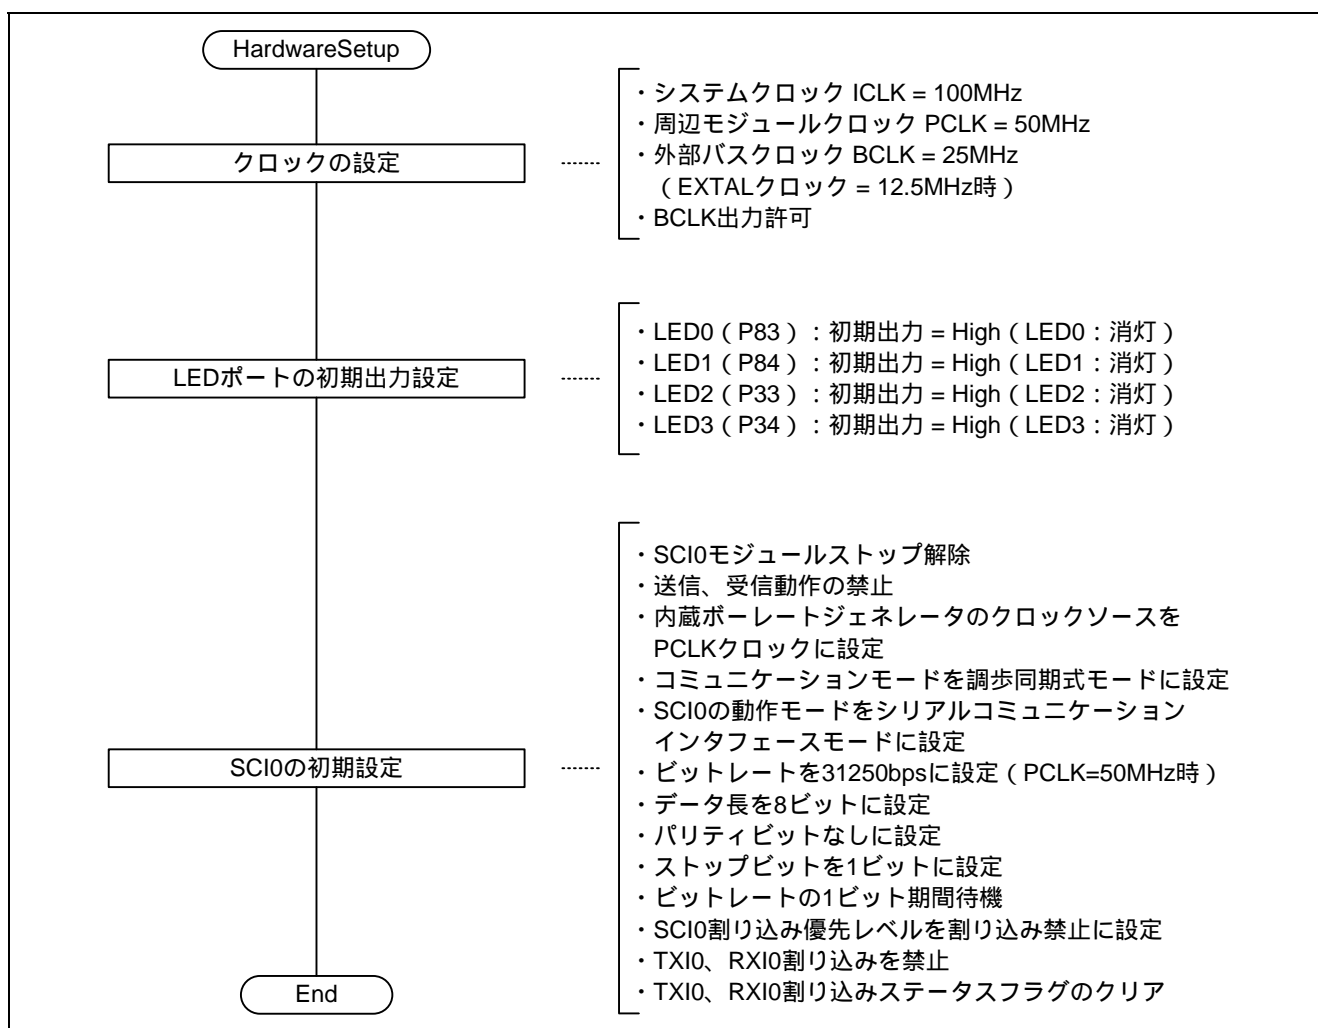 HardwareSetup
クロックの設定
・システムクロック ICLK = 100MHz
・周辺モジュールクロック PCLK = 50MHz
・外部バスクロック BCLK = 25MHz
（EXTALクロック = 12.5MHz時）
・BCLK出力許可
LEDポートの初期出力設定
・LED0（P83）：初期出力 = High（LED0：消灯）
・LED1（P84）：初期出力 = High（LED1：消灯）
・LED2（P33）：初期出力 = High（LED2：消灯）
・LED3（P34）：初期出力 = High（LED3：消灯）
SCI0の初期設定
・SCI0モジュールストップ解除
・送信、受信動作の禁止
・内蔵ボーレートジェネレータのクロックソースを
PCLKクロックに設定
・コミュニケーションモードを調歩同期式モードに設定
・SCI0の動作モードをシリアルコミュニケーション
インタフェースモードに設定
・ビットレートを31250bpsに設定（PCLK=50MHz時）
・データ長を8ビットに設定
・パリティビットなしに設定
・ストップビットを1ビットに設定
・ビットレートの1ビット期間待機
・SCI0割り込み優先レベルを割り込み禁止に設定
・TXI0、RXI0割り込みを禁止
・TXI0、RXI0割り込みステータスフラグのクリア
End